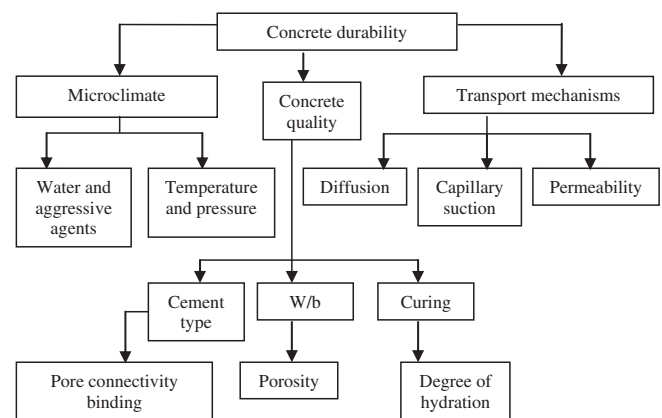 Concrete durability
Microclimate
Concrete
quality
Transport mechanisms
Water and
aggressive
agents
Temperature
and pressure
Diffusion
Capillary
suction
Permeability
Cement
type
W/b
Curing
Pore connectivity
binding
Porosity
Degree of
hydration